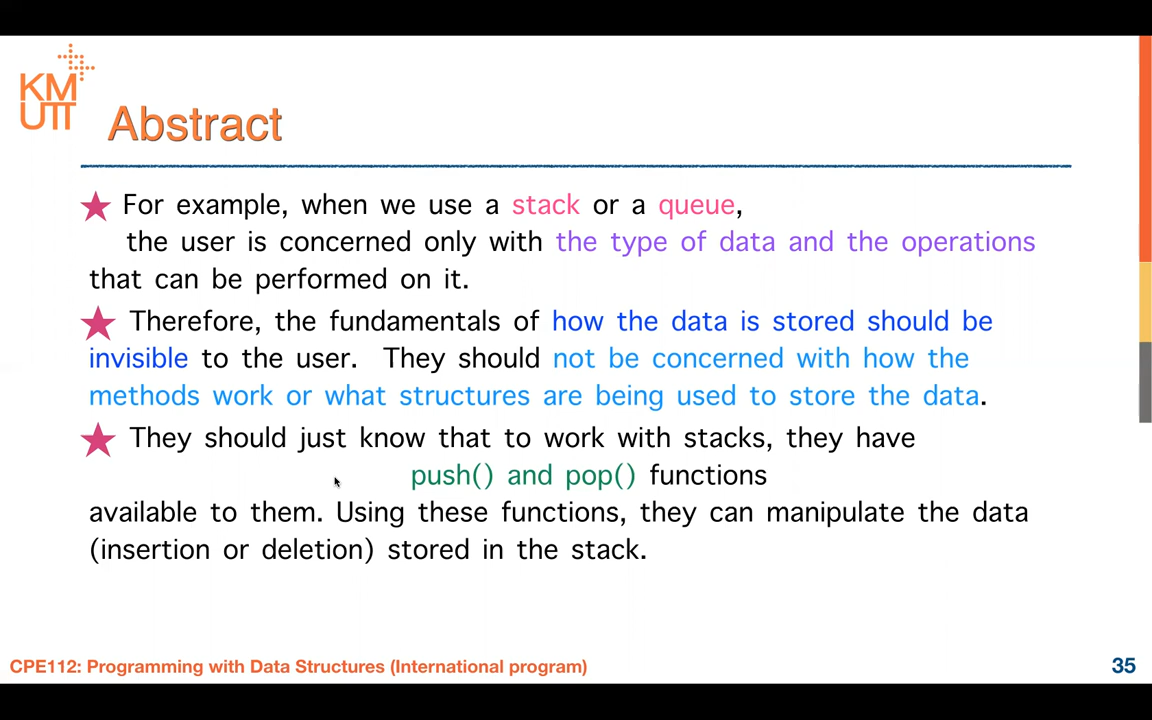 KM
UTT
Abstract
For example, when we use a stack or a queue,
the user is concerned only with the type of data and the operations
that can be performed on it.
Therefore, the fundamentals of how the data is stored should be
invisible to the user. They should not be concerned with how the
methods work or what structures are being used to store the data.
They should just know that to work with stacks, they have
push() and pop() functions
available to them. Using these functions, they can manipulate the data
(insertion or deletion) stored in the stack.
CPE112: Programming with Data Structures (International program)
35